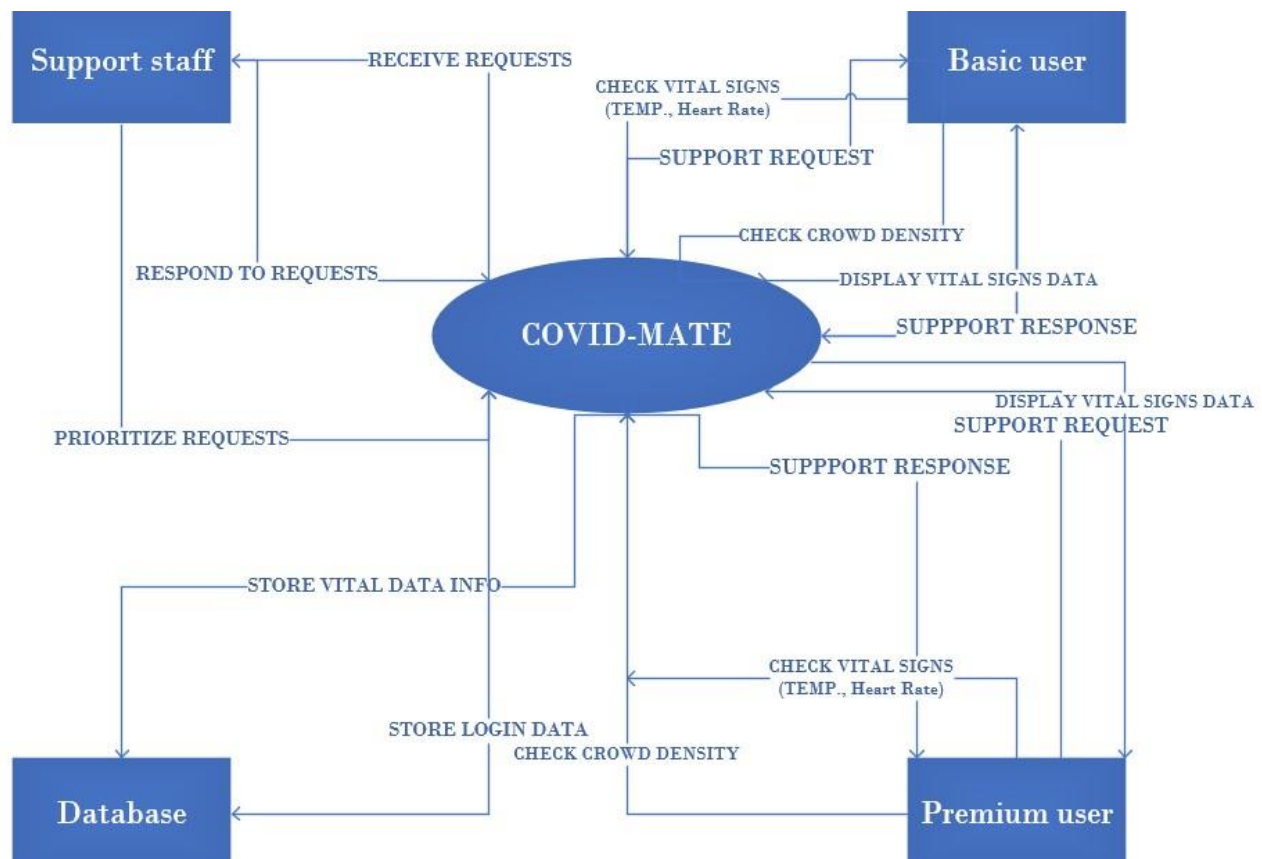 Support staff
RECEIVE REQUESTS
Basic user
CHECK VITAL SIGNS
(TEMP., Heart Rate)
SUPPORT REQUEST
CHECK CROWD DENSITY
RESPOND TO REQUESTS
DISPLAY VITAL SIGNS DATA
COVID-MATE
SUPPPORT RESPONSE
DISPLAY VITAL SIGNS DATA
SUPPORT REQUEST
PRIORITIZE REQUESTS
SUPPPORT RESPONSE
STORE VITAL DATA INFO
CHECK VITAL SIGNS
(TEMP., Heart Rate)
STORE LOGIN DATA
CHECK CROWD DENSITY
Database
Premium user